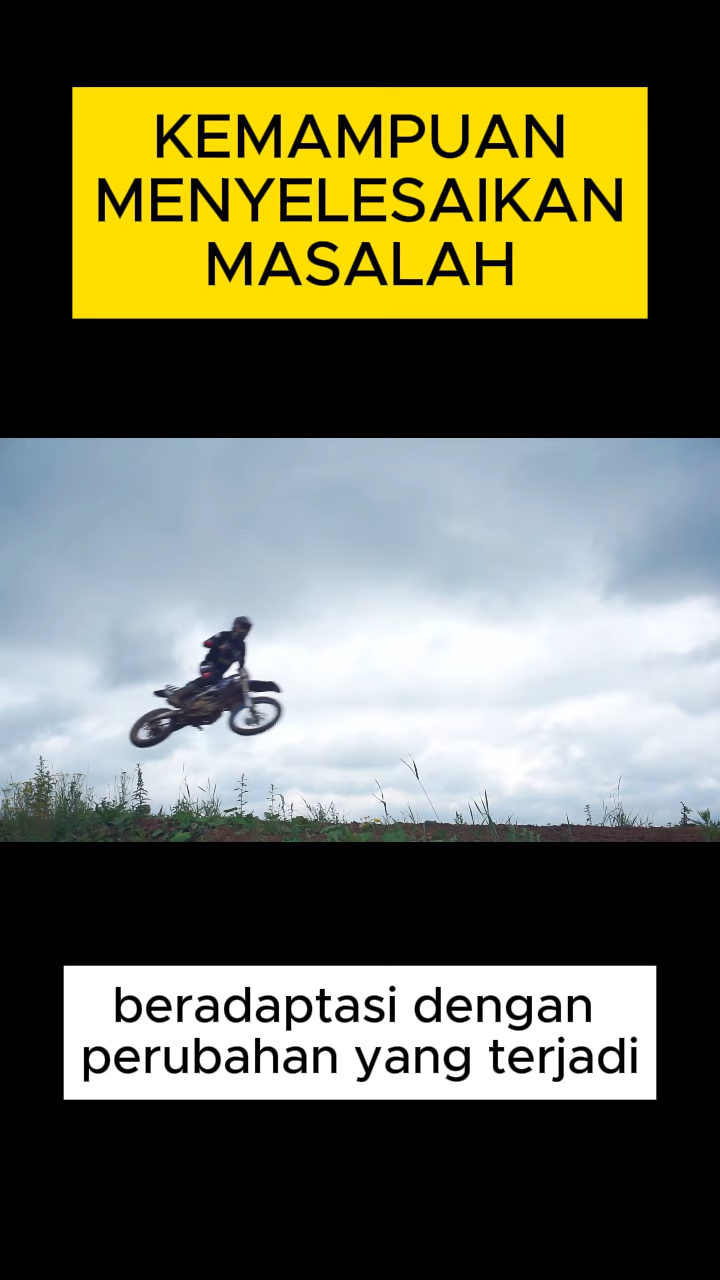 KEMAMPUAN
MENYELESAIKAN
MASALAH
beradaptasi dengan
perubahan yang terjadi